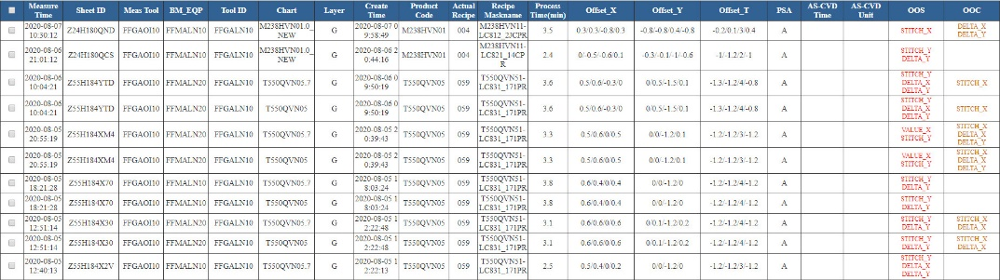 Measure Time Sheet ID Meas Tool BM_EQP Tool ID Chart Layer Create Time Product Code Actual Recipe Recipe Maskname Process Time(min) Offset_X Offset_Y Offset_T PSA AS-CVD Time AS-CVD Unit OOS OOC
2020-08-07 10:30:12 Z24H180QND FFGAOI10 FFMALN10 FFGALN10 M238HVN01.0_NEW G 2020-08-07 09:58:49 M238HVN01 004 M238HVN11-LC812_2JCPR 3.5 0.3/0.3/-0.8/0.3 -0.8/-0.8/0.4/-0.8 -0.2/0.1/3/0.4 A STITCH_X DELTA_X DELTA_Y
2020-08-06 21:01:12 Z24H180QCS FFGAOI10 FFMALN10 FFGALN10 M238HVN01.0_NEW G 2020-08-06 20:44:16 M238HVN01 004 M238HVN11-LC821_14CPR 2.4 0/-0.5/-0.6/0.1 -0.3/-0.1/-1/-0.6 -1/-1.2/2/-1 A STITCH_Y DELTA_Y
2020-08-06 10:04:21 Z55H184YTD FFGAOI10 FFMALN20 FFGALN10 T550QVN05.7 G 2020-08-06 09:50:19 T550QVN05 059 T550QVN51-LC831_171PR 3.6 0.5/0.6/-0.3/0 0/0.5/-1.5/0.1 -1.3/-1.2/4/-0.8 A STITCH_Y DELTA_X DELTA_Y STITCH_X
2020-08-06 10:04:21 Z55H184YTD FFGAOI10 FFMALN20 FFGALN10 T550QVN05 G 2020-08-06 09:50:19 T550QVN05 059 T550QVN51-LC831_171PR 3.6 0.5/0.6/-0.3/0 0/0.5/-1.5/0.1 -1.3/-1.2/4/-0.8 A STITCH_Y DELTA_X DELTA_Y STITCH_X
2020-08-05 20:55:19 Z55H184XM4 FFGAOI10 FFMALN20 FFGALN10 T550QVN05.7 G 2020-08-05 20:39:43 T550QVN05 059 T550QVN51-LC831_171PR 3.3 0.5/0.6/0/0.5 0/0/-1.2/0.1 -1.2/-1.2/3/-1.2 A VALUE_X STITCH_Y STITCH_X DELTA_X DELTA_Y
2020-08-05 20:55:19 Z55H184XM4 FFGAOI10 FFMALN20 FFGALN10 T550QVN05 G 2020-08-05 20:39:43 T550QVN05 059 T550QVN51-LC831_171PR 3.3 0.5/0.6/0/0.5 0/0/-1.2/0.1 -1.2/-1.2/3/-1.2 A VALUE_X STITCH_Y STITCH_X DELTA_X DELTA_Y
2020-08-05 18:21:28 Z55H184X70 FFGAOI10 FFMALN10 FFGALN10 T550QVN05.7 G 2020-08-05 18:03:24 T550QVN05 059 T550QVN51-LC831_171PR 3.8 0.6/0.4/0/0.4 0/0/-1.2/0 -1.2/-1.2/4/-1.2 A STITCH_Y DELTA_Y
2020-08-05 18:21:28 Z55H184X70 FFGAOI10 FFMALN10 FFGALN10 T550QVN05 G 2020-08-05 18:03:24 T550QVN05 059 T550QVN51-LC831_171PR 3.8 0.6/0.4/0/0.4 0/0/-1.2/0 -1.2/-1.2/4/-1.2 A STITCH_Y DELTA_Y
2020-08-05 12:51:14 Z55H184X30 FFGAOI10 FFMALN20 FFGALN10 T550QVN05.7 G 2020-08-05 12:22:48 T550QVN05 059 T550QVN51-LC831_171PR 3.1 0.6/0.6/0/0.6 0/0.1/-1.2/0.2 -1.2/-1.2/4/-1.2 A STITCH_Y DELTA_Y STITCH_X DELTA_X
2020-08-05 12:51:14 Z55H184X30 FFGAOI10 FFMALN20 FFGALN10 T550QVN05 G 2020-08-05 12:22:48 T550QVN05 059 T550QVN51-LC831_171PR 3.1 0.6/0.6/0/0.6 0/0.1/-1.2/0.2 -1.2/-1.2/4/-1.2 A STITCH_Y DELTA_Y STITCH_X DELTA_X
2020-08-05 12:40:13 Z55H184X2V FFGAOI10 FFMALN10 FFGALN10 T550QVN05.7 G 2020-08-05 12:22:13 T550QVN05 059 T550QVN51-LC831_171PR 2.5 0.5/0.4/0/0.2 0/0/-1.2/0 -1.2/-1.2/3/-1.2 A STITCH_Y DELTA_X DELTA_Y